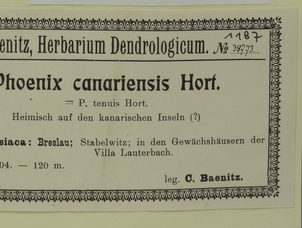 1187
enitz, Herbarium Dendrologicum. No
Phoenix canariensis Hort.
= P. tenuis Hort.
Heimisch auf den kanarischen Inseln (?)
siaca: Breslau; Stabelwitz; in den Gewächshäusern der
Villa Lauterbach.
04. — 120 m.
leg. C. Baenitz.